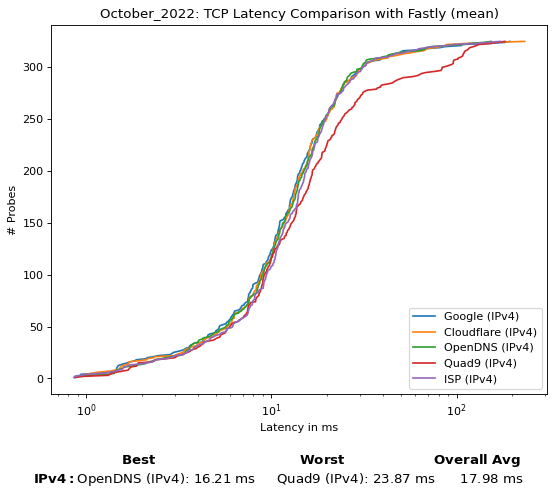 October_2022: TCP Latency Comparison with Fastly (mean)
# Probes
300
250
200
150
100
50
0
Google (IPv4)
Cloudflare (IPv4)
OpenDNS (IPv4)
Quad9 (IPv4)
ISP (IPv4)
10⁰ 10¹ 10²
Latency in ms
Best Worst Overall Avg
IPv4: OpenDNS (IPv4): 16.21 ms Quad9 (IPv4): 23.87 ms 17.98 ms